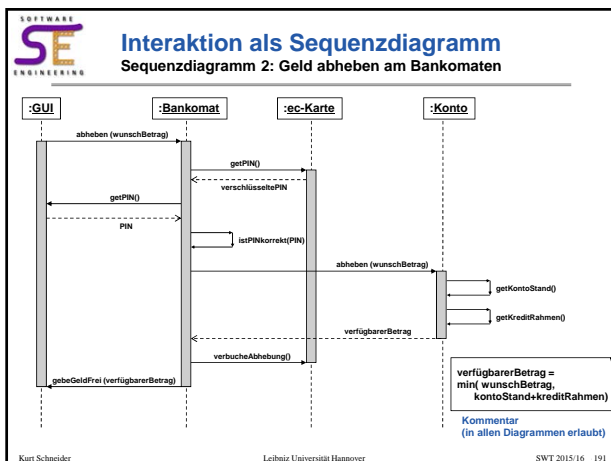 SOFTWARE
SE
ENGINEERING
Interaktion als Sequenzdiagramm
Sequenzdiagramm 2: Geld abheben am Bankomaten
:GUI
:Bankomat
:ec-Karte
:Konto
abheben (wunschBetrag)
getPIN()
verschlüsseltePIN
getPIN()
PIN
istPINkorrekt(PIN)
abheben (wunschBetrag)
getKontoStand()
getKreditRahmen()
verfügbarerBetrag
verbucheAbhebung()
gebeGeldFrei (verfügbarerBetrag)
verfügbarerBetrag =
min( wunschBetrag,
kontoStand+kreditRahmen)
Kommentar
(in allen Diagrammen erlaubt)
Kurt Schneider
Leibniz Universität Hannover
SWT 2015/16 191